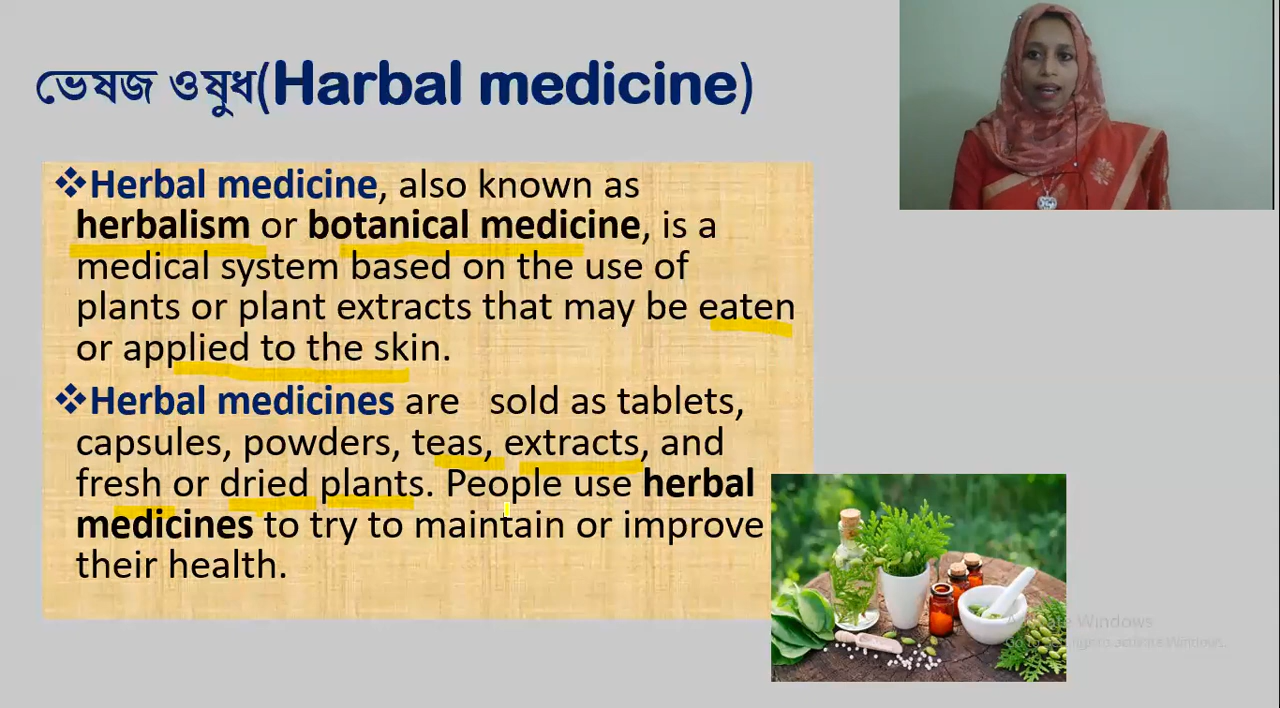 ভেষজ ওষুধ(Harbal medicine)
❖Herbal medicine, also known as
herbalism or botanical medicine, is a
medical system based on the use of
plants or plant extracts that may be eaten
or applied to the skin.
❖Herbal medicines are sold as tablets,
capsules, powders, teas, extracts, and
fresh or dried plants. People use herbal
medicines to try to maintain or improve
their health.
Activate Windows